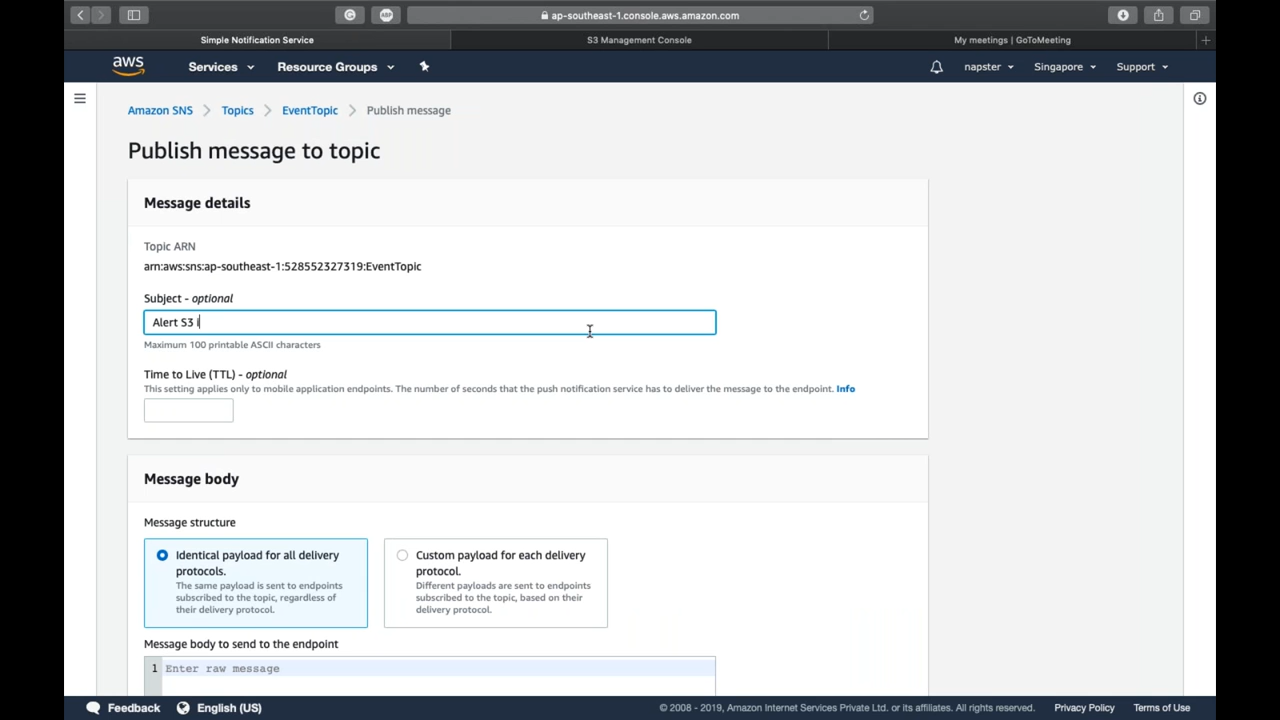 ap-southeast-1.console.aws.amazon.com
Simple Notification Service S3 Management Console My meetings | GoToMeeting
aws Services Resource Groups napster Singapore Support
Amazon SNS Topics EventTopic Publish message
Publish message to topic
Message details
Topic ARN
arn:aws:sns:ap-southeast-1:528552327319:EventTopic
Subject - optional
Alert S3 i
Maximum 100 printable ASCII characters
Time to Live (TTL) - optional
This setting applies only to mobile application endpoints. The number of seconds that the push notification service has to deliver the message to the endpoint. Info
Message body
Message structure
Identical payload for all delivery
protocols.
The same payload is sent to endpoints
subscribed to the topic, regardless of
their delivery protocol.
Custom payload for each delivery
protocol.
Different payloads are sent to endpoints
subscribed to the topic, based on their
delivery protocol.
Message body to send to the endpoint
1 Enter raw message
Feedback English (US) © 2008 - 2019, Amazon Internet Services Private Ltd. or its affiliates. All rights reserved. Privacy Policy Terms of Use